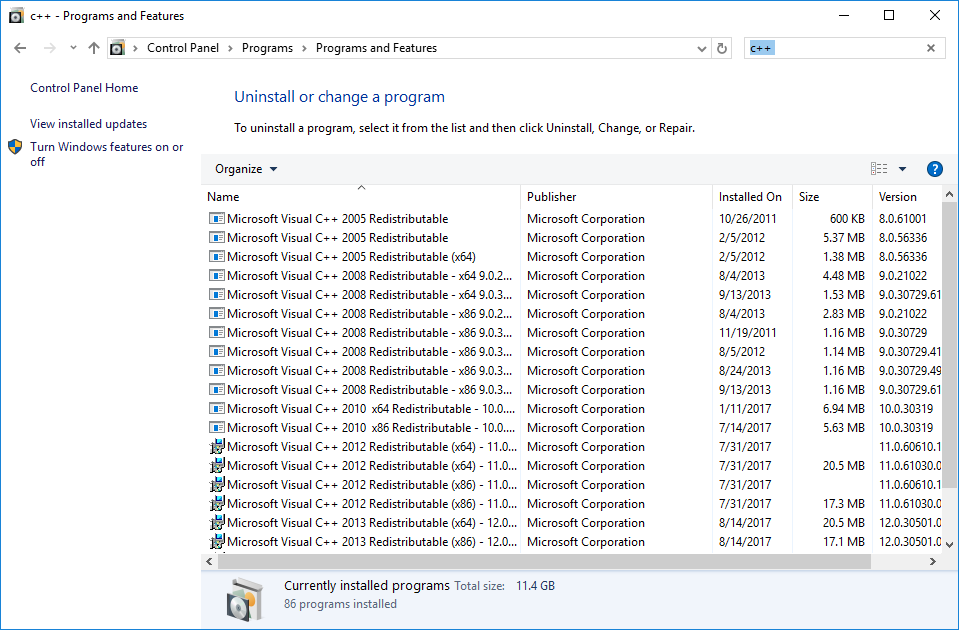 c++ - Programs and Features
Control Panel > Programs > Programs and Features
c++
Control Panel Home
View installed updates
Turn Windows features on or
off
Uninstall or change a program
To uninstall a program, select it from the list and then click Uninstall, Change, or Repair.
Organize
Name Publisher Installed On Size Version
Microsoft Visual C++ 2005 Redistributable Microsoft Corporation 10/26/2011 600 KB 8.0.61001
Microsoft Visual C++ 2005 Redistributable Microsoft Corporation 2/5/2012 5.37 MB 8.0.56336
Microsoft Visual C++ 2005 Redistributable (x64) Microsoft Corporation 2/5/2012 1.38 MB 8.0.56336
Microsoft Visual C++ 2008 Redistributable - x64 9.0.2... Microsoft Corporation 8/4/2013 4.48 MB 9.0.21022
Microsoft Visual C++ 2008 Redistributable - x64 9.0.3... Microsoft Corporation 9/13/2013 1.53 MB 9.0.30729.61
Microsoft Visual C++ 2008 Redistributable - x86 9.0.2... Microsoft Corporation 8/4/2013 2.83 MB 9.0.21022
Microsoft Visual C++ 2008 Redistributable - x86 9.0.3... Microsoft Corporation 11/19/2011 1.16 MB 9.0.30729
Microsoft Visual C++ 2008 Redistributable - x86 9.0.3... Microsoft Corporation 8/5/2012 1.14 MB 9.0.30729.41
Microsoft Visual C++ 2008 Redistributable - x86 9.0.3... Microsoft Corporation 8/24/2013 1.16 MB 9.0.30729.49
Microsoft Visual C++ 2008 Redistributable - x86 9.0.3... Microsoft Corporation 9/13/2013 1.16 MB 9.0.30729.61
Microsoft Visual C++ 2010 x64 Redistributable - 10.0.... Microsoft Corporation 1/11/2017 6.94 MB 10.0.30319
Microsoft Visual C++ 2010 x86 Redistributable - 10.0.... Microsoft Corporation 7/14/2017 5.63 MB 10.0.30319
Microsoft Visual C++ 2012 Redistributable (x64) - 11.0... Microsoft Corporation 7/31/2017 11.0.60610.1
Microsoft Visual C++ 2012 Redistributable (x64) - 11.0... Microsoft Corporation 7/31/2017 20.5 MB 11.0.61030.0
Microsoft Visual C++ 2012 Redistributable (x86) - 11.0... Microsoft Corporation 7/31/2017 11.0.60610.1
Microsoft Visual C++ 2012 Redistributable (x86) - 11.0... Microsoft Corporation 7/31/2017 17.3 MB 11.0.61030.0
Microsoft Visual C++ 2013 Redistributable (x64) - 12.0... Microsoft Corporation 8/14/2017 20.5 MB 12.0.30501.0
Microsoft Visual C++ 2013 Redistributable (x86) - 12.0... Microsoft Corporation 8/14/2017 17.1 MB 12.0.30501.0
Currently installed programs Total size: 11.4 GB
86 programs installed